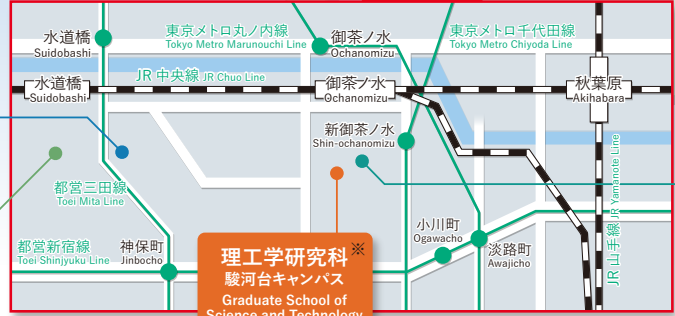 水道橋
Suidobashi
東京メトロ丸ノ内線
Tokyo Metro Marunouchi Line
御茶ノ水
Ochanomizu
東京メトロ千代田線
Tokyo Metro Chiyoda Line
水道橋
Suidobashi
JR 中央線 JR Chuo Line
御茶ノ水
Ochanomizu
秋葉原
Akihabara
新御茶ノ水
Shin-ochanomizu
都営三田線
Toei Mita Line
JR 山手線 JR Yamanote Line
小川町
Ogawacho
淡路町
Awajicho
都営新宿線
Toei Shinjyuku Line
神保町
Jinbocho
理工学研究科※
駿河台キャンパス
Graduate School of
Science and Technology